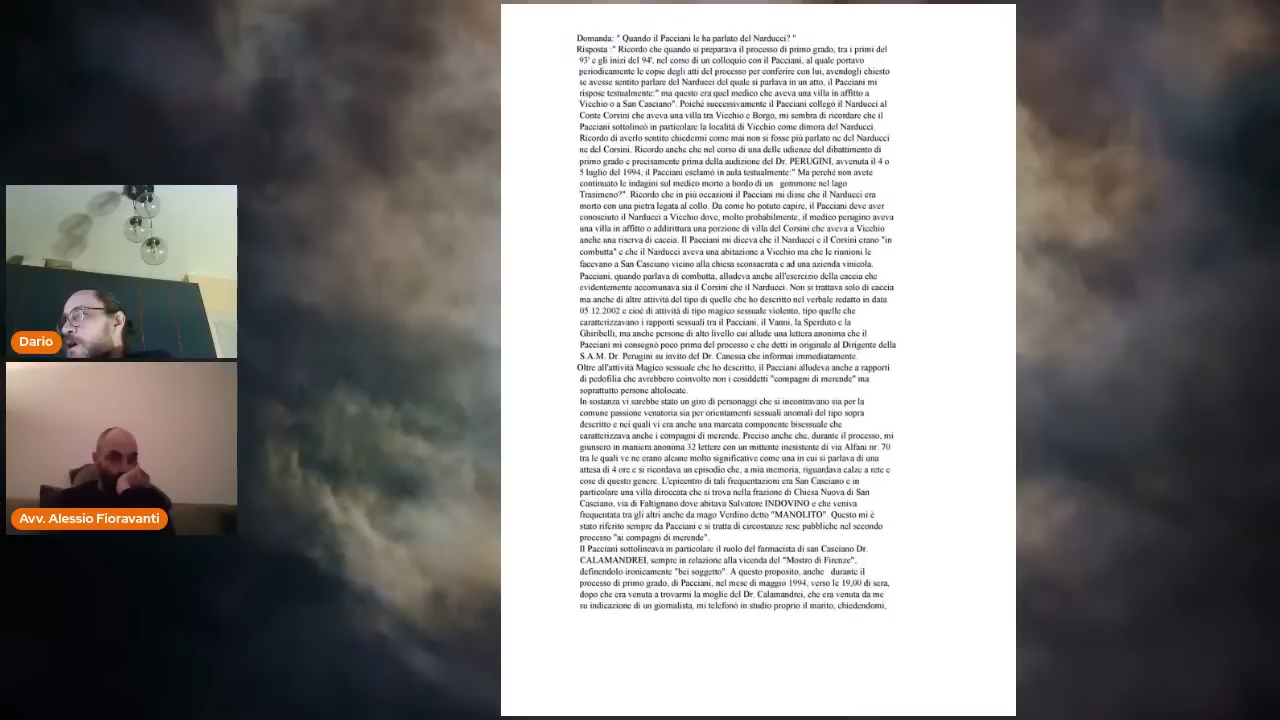 Domanda: " Quando il Pacciani le ha parlato del Narducci? "
Risposta :" Ricordo che quando si preparava il processo di primo grado, tra i primi del
93' e gli inizi del 94', nel corso di un colloquio con il Pacciani, al quale portavo
periodicamente le copie degli atti del processo per conferire con lui, avendogli chiesto
se avesse sentito parlare del Narducci del quale si parlava in un atto, il Pacciani mi
rispose testualmente:" ma questo era quel medico che aveva una villa in affitto a
Vicchio o a San Casciano". Poiché successivamente il Pacciani collegò il Narducci al
Conte Corsini che aveva una villa tra Vicchio e Borgo, mi sembra di ricordare che il
Pacciani sottolineò in particolare la località di Vicchio come dimora del Narducci.
Ricordo di averlo sentito chiedermi come mai non si fosse più parlato ne del Narducci
ne del Corsini. Ricordo anche che nel corso di una delle udienze del dibattimento di
primo grado e precisamente prima della audizione del Dr. PERUGINI, avvenuta il 4 o
5 luglio del 1994, il Pacciani esclamò in aula testualmente:" Ma perché non avete
continuato le indagini sul medico morto a bordo di un gommone nel lago
Trasimeno?". Ricordo che in più occasioni il Pacciani mi disse che il Narducci era
morto con una pietra legata al collo. Da come ho potuto capire, il Pacciani deve aver
conosciuto il Narducci a Vicchio dove, molto probabilmente, il medico perugino aveva
una villa in affitto o addirittura una porzione di villa del Corsini che aveva a Vicchio
anche una riserva di caccia. Il Pacciani mi diceva che il Narducci e il Corsini erano "in
combutta" e che il Narducci aveva una abitazione a Vicchio ma che le riunioni le
facevano a San Casciano vicino alla chiesa sconsacrata e ad una azienda vinicola.
Pacciani, quando parlava di combutta, alludeva anche all'esercizio della caccia che
evidentemente accomunava sia il Corsini che il Narducci. Non si trattava solo di caccia
ma anche di altre attività del tipo di quelle che ho descritto nel verbale redatto in data
05.12.2002 e cioè di attività di tipo magico sessuale violento, tipo quelle che
caratterizzavano i rapporti sessuali tra il Pacciani, il Vanni, la Sperduto e la
Ghiribelli, ma anche persone di alto livello cui allude una lettera anonima che il
Pacciani mi consegnò poco prima del processo e che detti in originale al Dirigente della
S.A.M. Dr. Perugini su invito del Dr. Canessa che informai immediatamente.
Oltre all'attività Magico sessuale che ho descritto, il Pacciani alludeva anche a rapporti
di pedofilia che avrebbero coinvolto non i cosiddetti "compagni di merende" ma
soprattutto persone altolocate.
In sostanza vi sarebbe stato un giro di personaggi che si incontravano sia per la
comune passione venatoria sia per orientamenti sessuali anomali del tipo sopra
descritto e nei quali vi era anche una marcata componente bisessuale che
caratterizzava anche i compagni di merende. Preciso anche che, durante il processo, mi
giunsero in maniera anonima 32 lettere con un mittente inesistente di via Alfani nr. 70
tra le quali ve ne erano alcune molto significative come una in cui si parlava di una
attesa di 4 ore e si ricordava un episodio che, a mia memoria, riguardava calze a rete e
cose di questo genere. L'epicentro di tali frequentazioni era San Casciano e in
particolare una villa diroccata che si trova nella frazione di Chiesa Nuova di San
Casciano, via di Faltignano dove abitava Salvatore INDOVINO e che veniva
frequentata tra gli altri anche da mago Verdino detto "MANOLITO". Questo mi è
stato riferito sempre da Pacciani e si tratta di circostanze rese pubbliche nel secondo
processo "ai compagni di merende".
Il Pacciani sottolineava in particolare il ruolo del farmacista di san Casciano Dr.
CALAMANDREI, sempre in relazione alla vicenda del "Mostro di Firenze",
definendolo ironicamente "bei soggetto". A questo proposito, anche durante il
processo di primo grado, di Pacciani, nel mese di maggio 1994, verso le 19,00 di sera,
dopo che era venuta a trovarmi la moglie del Dr. Calamandrei, che era venuta da me
su indicazione di un giornalista, mi telefonò in studio proprio il marito, chiedendomi,
Dario
Avv. Alessio Fioravanti